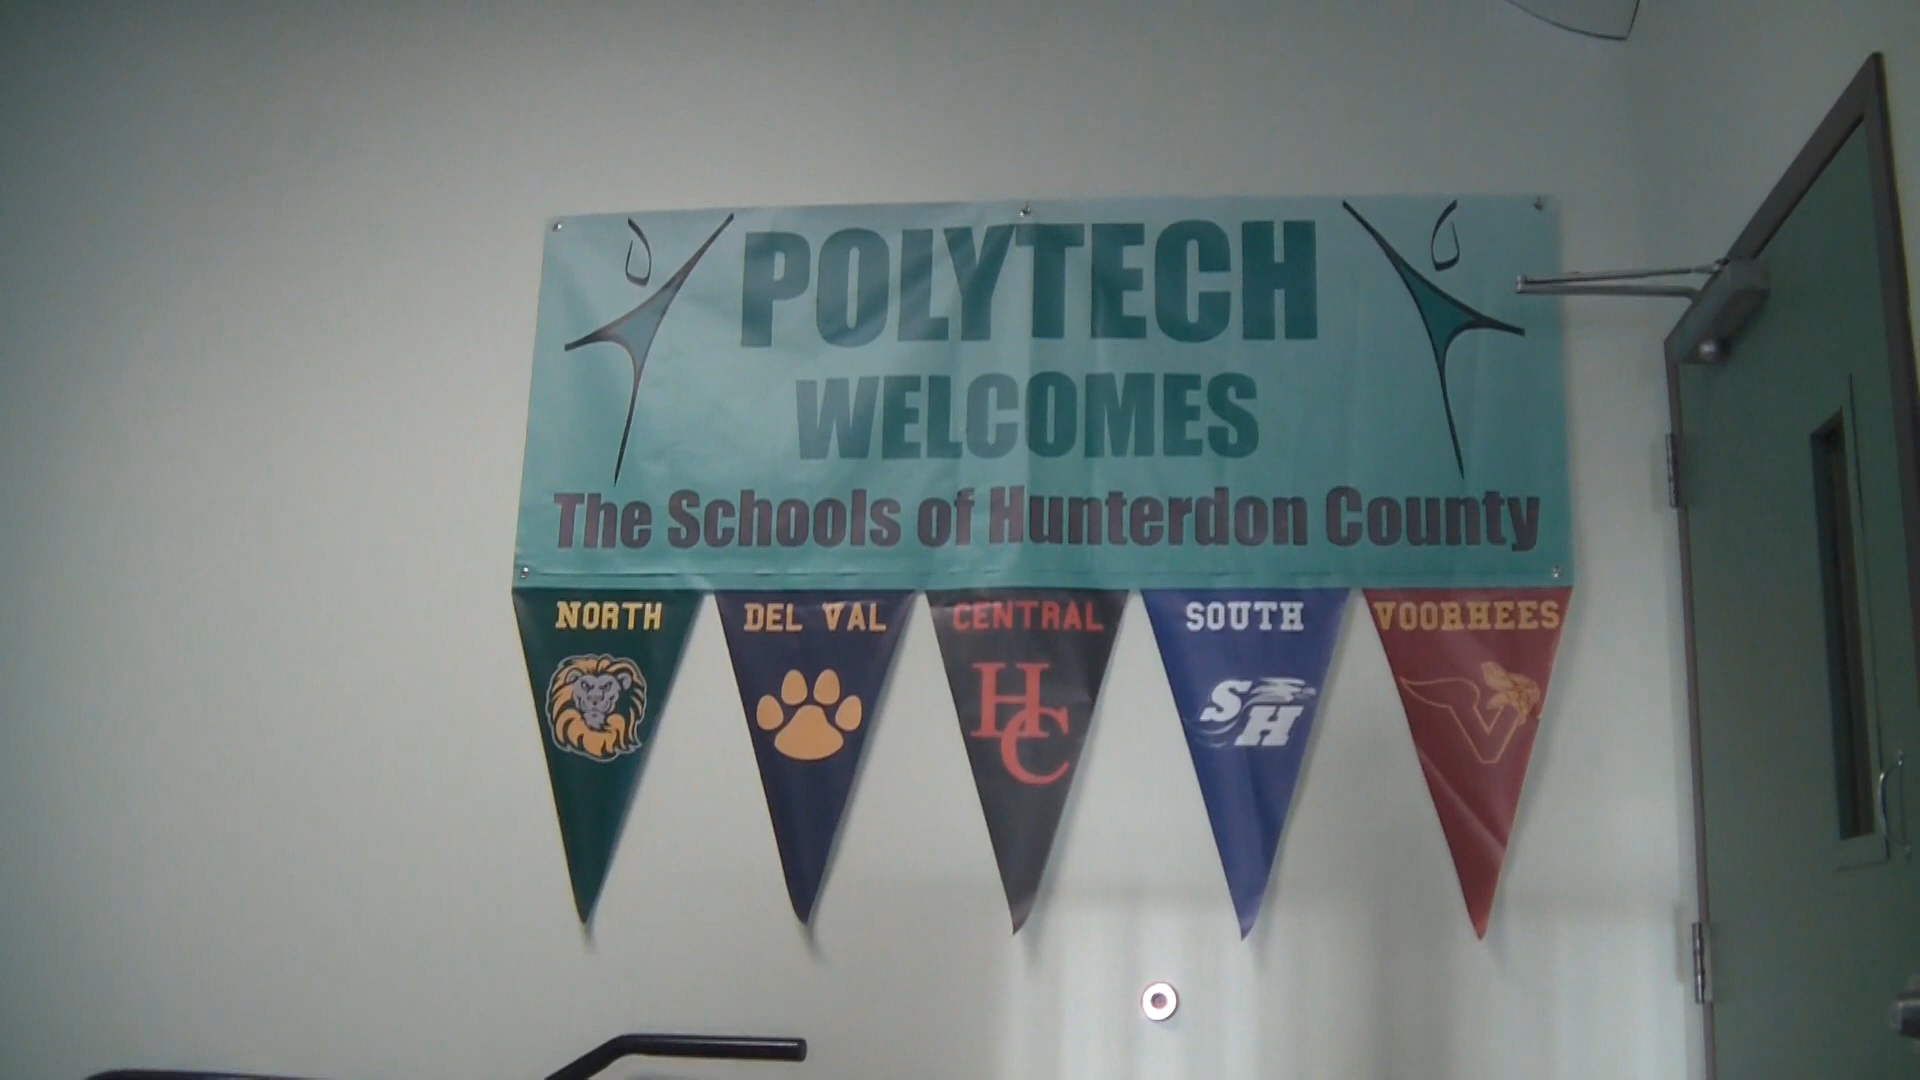 POLYTECH
WELCOMES
The Schools of Hunterdon County
NORTH
DEL VAL
CENTRAL
HC
SOUTH
SH
VOORHEES
V